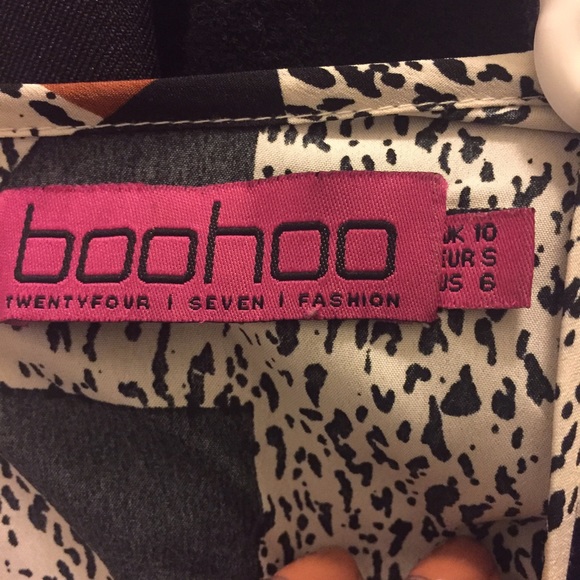 boohoo
TWENTYFOUR | SEVEN | FASHION
UK 10
EUR S
US 6